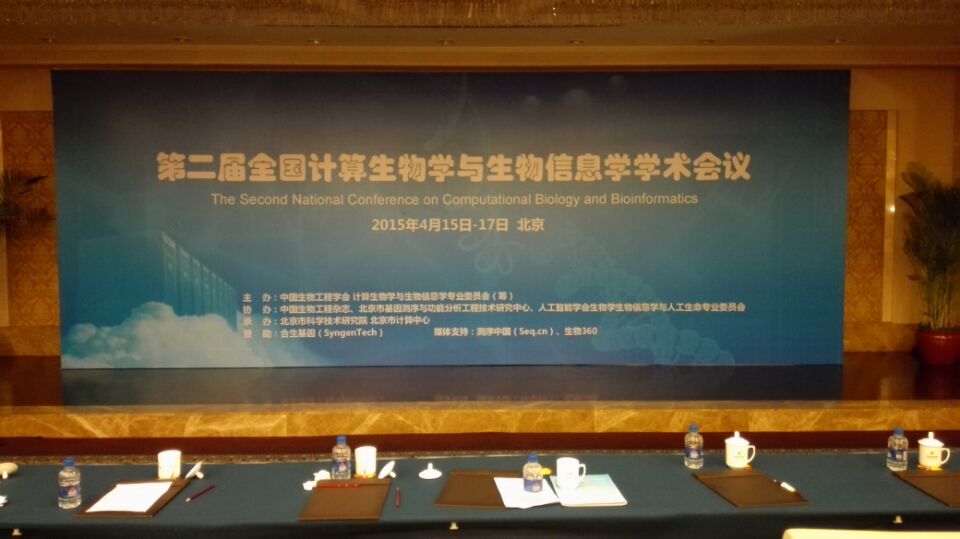 第二届全国计算生物学与生物信息学学术会议
The Second National Conference on Computational Biology and Bioinformatics
2015年4月15日-17日 北京
主 办：中国生物工程学会 计算生物学与生物信息学专业委员会（筹）
协 办：中国生物工程杂志、北京市基因测序与功能分析工程技术研究中心、人工智能学会生物学生物信息学与人工生命专业委员会
承 办：北京市科学技术研究院 北京市计算中心
赞 助：合生基因（SyngenTech） 媒体支持：测序中国（Seq.cn）、生物360